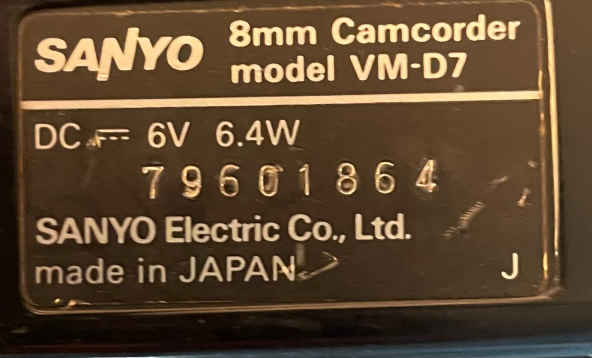 SANYO 8mm Camcorder
model VM-D7
DC ⎓ 6V 6.4W
79601864
SANYO Electric Co., Ltd.
made in JAPAN J